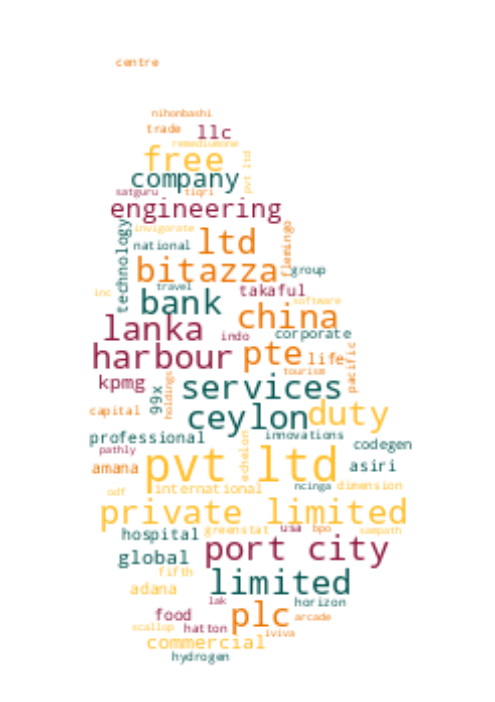 centre
nihonbashi
trade
llc
remediumone
free
pvt ltd
company
satguru
tiqri
engineering
technology
invigorate
flemingo
national
ltd
bitazza
group
travel
inc
bank
takaful
software
china
lanka
indo
corporate
harbour
pte
life
pacific
tourism
kpmg
99x
holdings
services
capital
ceylon
duty
professional
innovations
codegen
pathly
echelon
amana
pvt ltd
asiri
odf
international
ncinga
dimension
private limited
hospital
greenstat
usa
bpo
sampath
global
port city
fifth
adana
limited
lak
horizon
food
plc
arcade
scallop
hatton
iviva
commercial
hydrogen